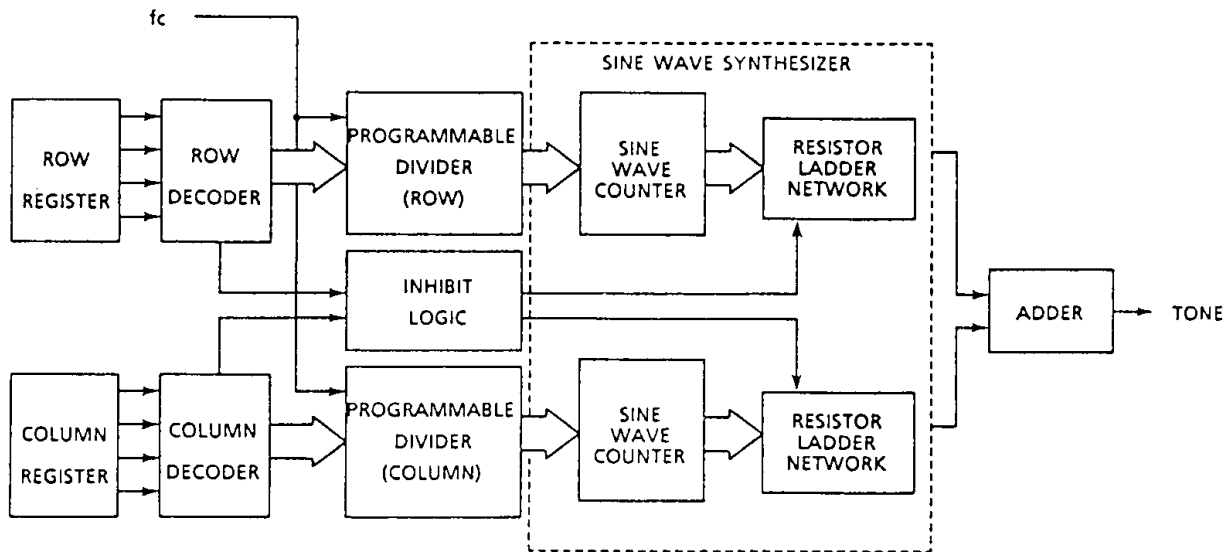 fc
SINE WAVE SYNTHESIZER
ROW
REGISTER
ROW
DECODER
PROGRAMMABLE
DIVIDER
(ROW)
SINE
WAVE
COUNTER
RESISTOR
LADDER
NETWORK
INHIBIT
LOGIC
ADDER
TONE
COLUMN
REGISTER
COLUMN
DECODER
PROGRAMMABLE
DIVIDER
(COLUMN)
SINE
WAVE
COUNTER
RESISTOR
LADDER
NETWORK